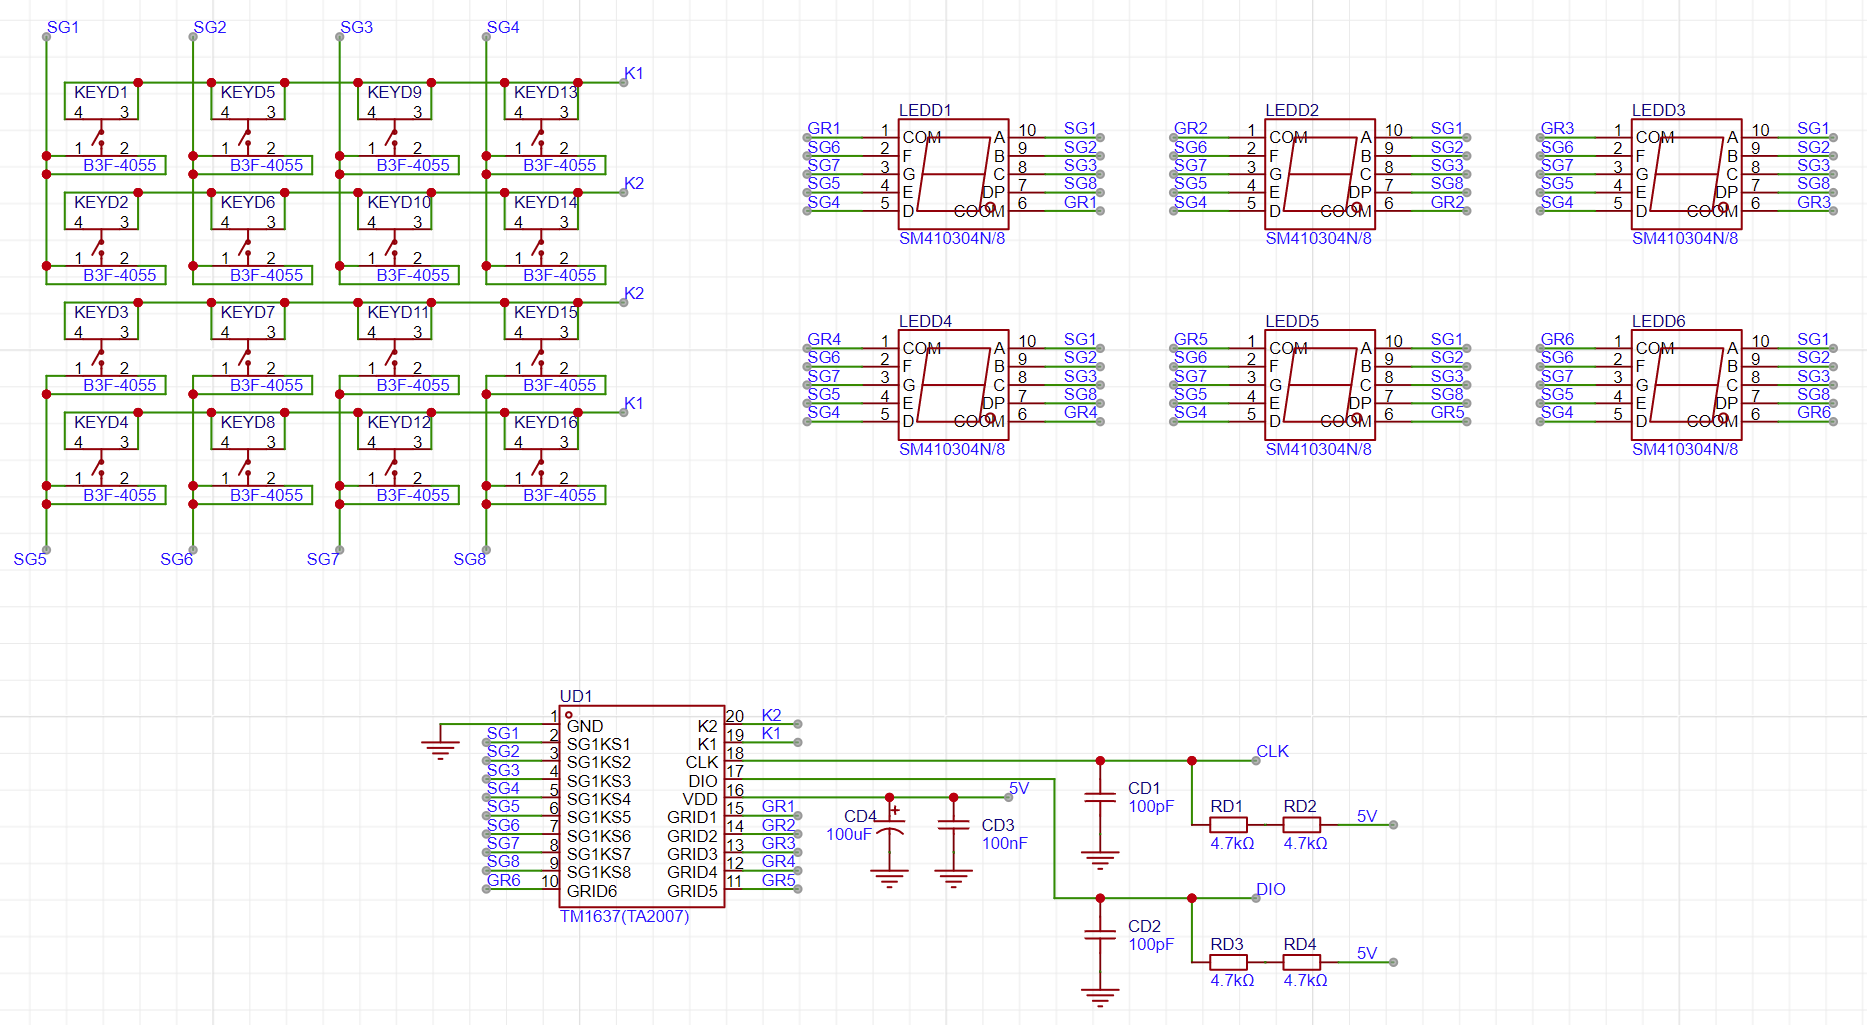 SG1 SG2 SG3 SG4
K1
KEYD1 KEYD5 KEYD9 KEYD13
4 3 4 3 4 3 4 3
1 2 1 2 1 2 1 2
B3F-4055 B3F-4055 B3F-4055 B3F-4055
K2
KEYD2 KEYD6 KEYD10 KEYD14
4 3 4 3 4 3 4 3
1 2 1 2 1 2 1 2
B3F-4055 B3F-4055 B3F-4055 B3F-4055
K2
KEYD3 KEYD7 KEYD11 KEYD15
4 3 4 3 4 3 4 3
1 2 1 2 1 2 1 2
B3F-4055 B3F-4055 B3F-4055 B3F-4055
K1
KEYD4 KEYD8 KEYD12 KEYD16
4 3 4 3 4 3 4 3
1 2 1 2 1 2 1 2
B3F-4055 B3F-4055 B3F-4055 B3F-4055
SG5 SG6 SG7 SG8
LEDD1
GR1 1 COM A 10 SG1
SG6 2 F B 9 SG2
SG7 3 G C 8 SG3
SG5 4 E DP 7 SG8
SG4 5 D COM 6 GR1
SM410304N/8
LEDD2
GR2 1 COM A 10 SG1
SG6 2 F B 9 SG2
SG7 3 G C 8 SG3
SG5 4 E DP 7 SG8
SG4 5 D COM 6 GR2
SM410304N/8
LEDD3
GR3 1 COM A 10 SG1
SG6 2 F B 9 SG2
SG7 3 G C 8 SG3
SG5 4 E DP 7 SG8
SG4 5 D COM 6 GR3
SM410304N/8
LEDD4
GR4 1 COM A 10 SG1
SG6 2 F B 9 SG2
SG7 3 G C 8 SG3
SG5 4 E DP 7 SG8
SG4 5 D COM 6 GR4
SM410304N/8
LEDD5
GR5 1 COM A 10 SG1
SG6 2 F B 9 SG2
SG7 3 G C 8 SG3
SG5 4 E DP 7 SG8
SG4 5 D COM 6 GR5
SM410304N/8
LEDD6
GR6 1 COM A 10 SG1
SG6 2 F B 9 SG2
SG7 3 G C 8 SG3
SG5 4 E DP 7 SG8
SG4 5 D COM 6 GR6
SM410304N/8
UD1
1 GND K2 20 K2
SG1 2 SG1KS1 K1 19 K1
SG2 3 SG1KS2 CLK 18
SG3 4 SG1KS3 DIO 17
SG4 5 SG1KS4 VDD 16
SG5 6 SG1KS5 GRID1 15 GR1
SG6 7 SG1KS6 GRID2 14 GR2
SG7 8 SG1KS7 GRID3 13 GR3
SG8 9 SG1KS8 GRID4 12 GR4
GR6 10 GRID6 GRID5 11 GR5
TM1637(TA2007)
CLK
5V
CD4
100uF
+
CD3
100nF
CD1
100pF
RD1 RD2
4.7kΩ 4.7kΩ
5V
DIO
CD2
100pF
RD3 RD4
4.7kΩ 4.7kΩ
5V